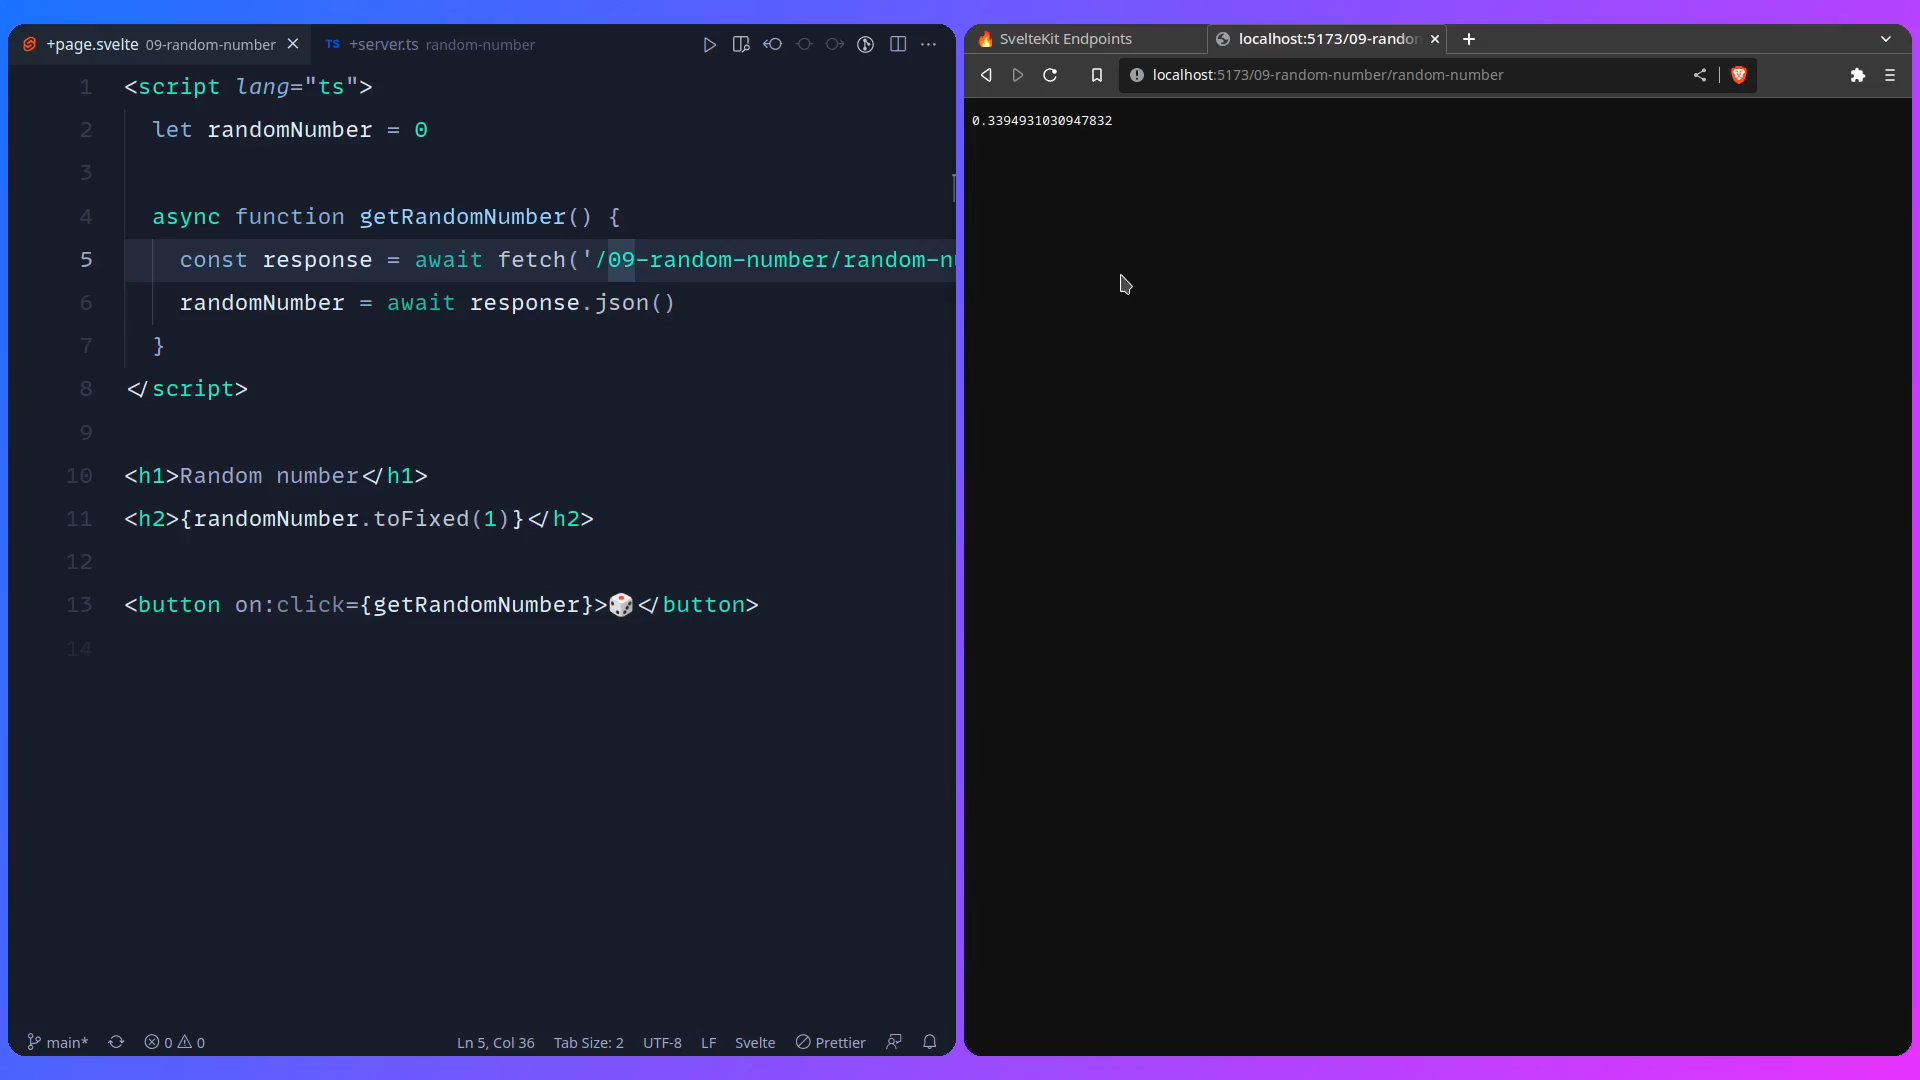 +page.svelte 09-random-number
TS +server.ts random-number
1 <script lang="ts">
2 let randomNumber = 0
3
4 async function getRandomNumber() {
5 const response = await fetch('/09-random-number/random-n
6 randomNumber = await response.json()
7 }
8 </script>
9
10 <h1>Random number</h1>
11 <h2>{randomNumber.toFixed(1)}</h2>
12
13 <button on:click={getRandomNumber}>🎲</button>
14
main* 0 0 Ln 5, Col 36 Tab Size: 2 UTF-8 LF Svelte Prettier
SvelteKit Endpoints
localhost:5173/09-rando
localhost:5173/09-random-number/random-number
0.3394931030947832